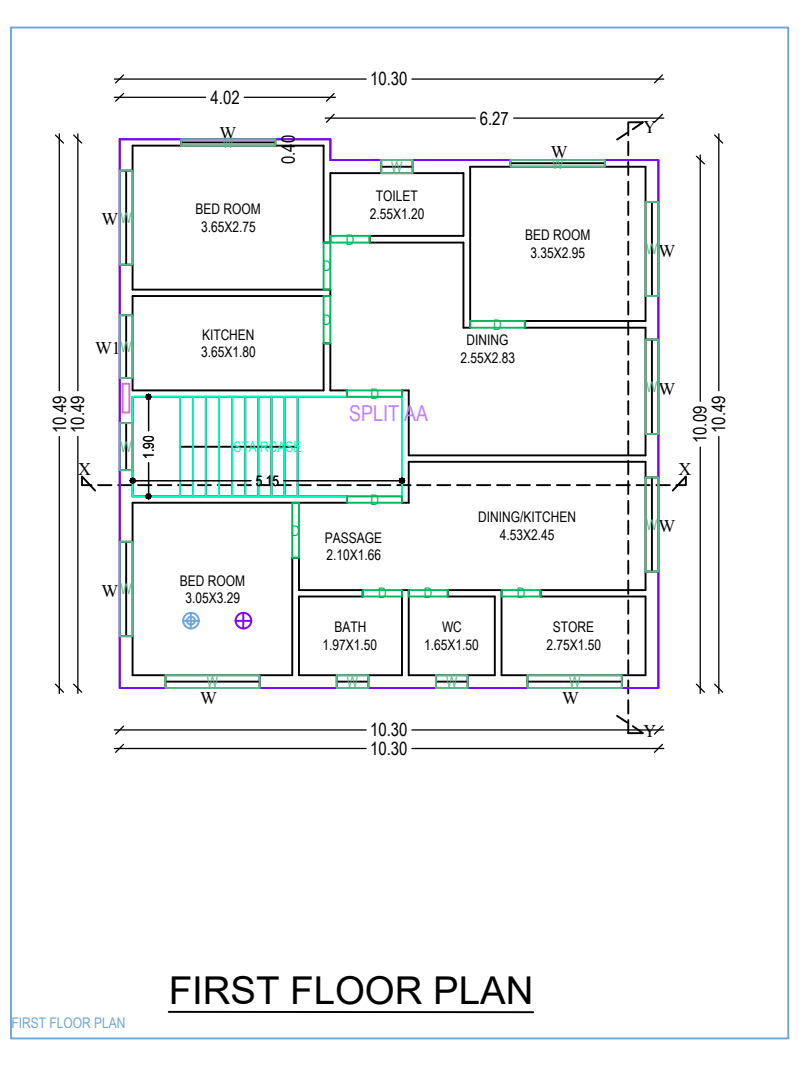 10.30
4.02
6.27
Y
W
W
0.40
W
W
BED ROOM
3.65X2.75
TOILET
2.55X1.20
BED ROOM
3.35X2.95
W
W
W
W
D
D
D
D
KITCHEN
3.65X1.80
W1
W
DINING
2.55X2.83
W
W
D
SPLIT AA
10.49
10.49
10.09
10.49
1.90
STAIRCASE
W
5.15
X
X
D
D
PASSAGE
2.10X1.66
DINING/KITCHEN
4.53X2.45
W
W
BED ROOM
3.05X3.29
W
W
D
D
D
BATH
1.97X1.50
WC
1.65X1.50
STORE
2.75X1.50
W
W
W
W
W
W
10.30
Y
10.30
FIRST FLOOR PLAN
FIRST FLOOR PLAN